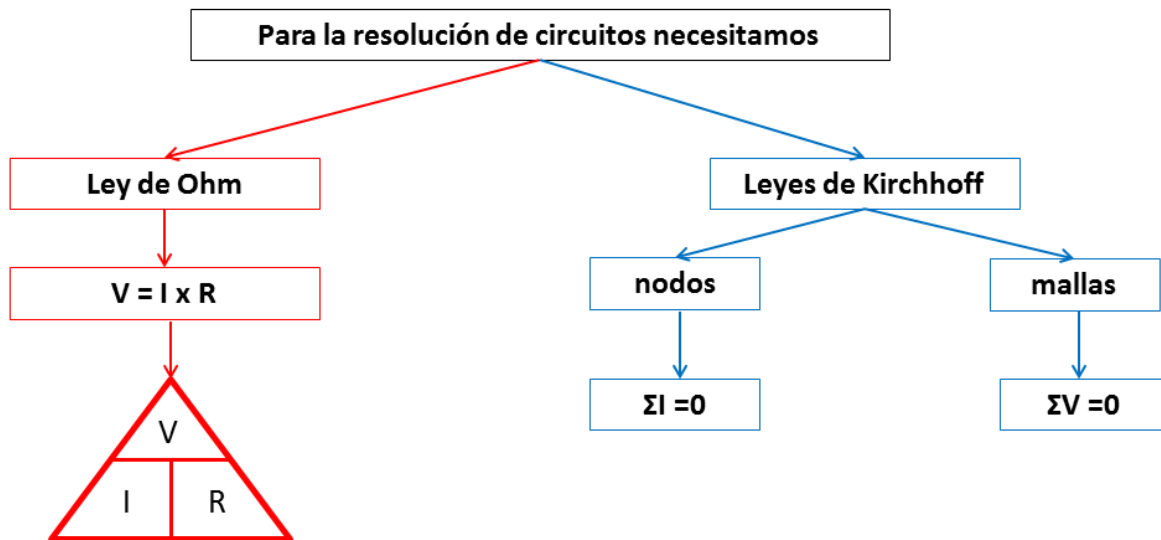 Para la resolución de circuitos necesitamos
Ley de Ohm
Leyes de Kirchhoff
V = I x R
nodos
mallas
ΣI =0
ΣV =0
V
I
R